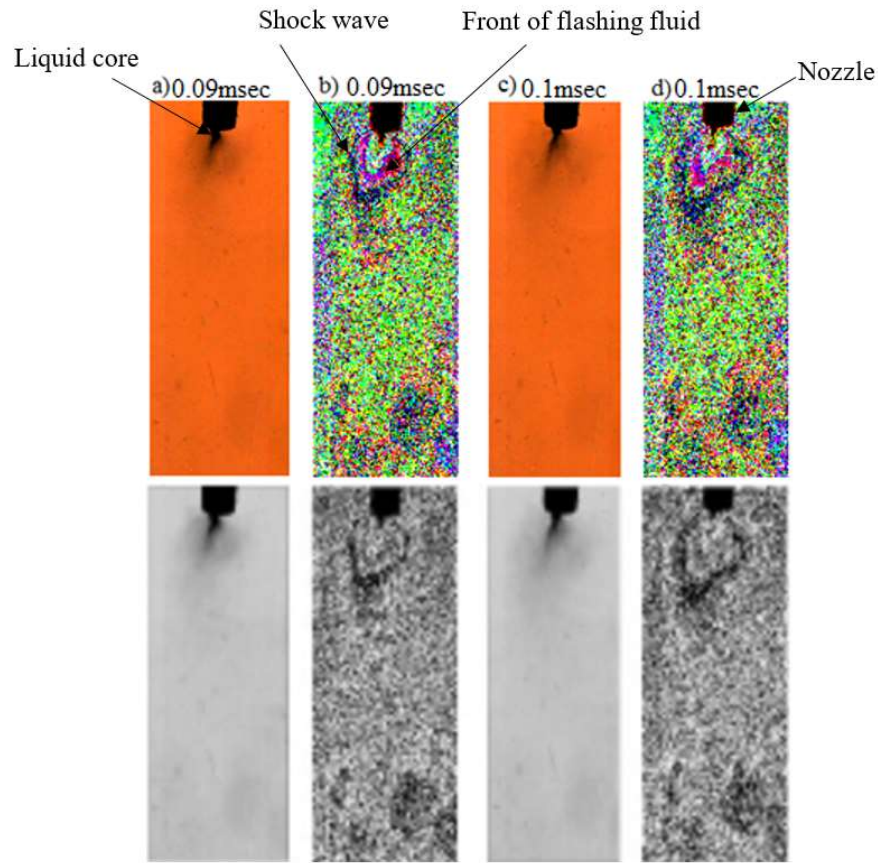 Shock wave
Front of flashing fluid
Liquid core
Nozzle
a) 0.09msec
b) 0.09msec
c) 0.1msec
d) 0.1msec